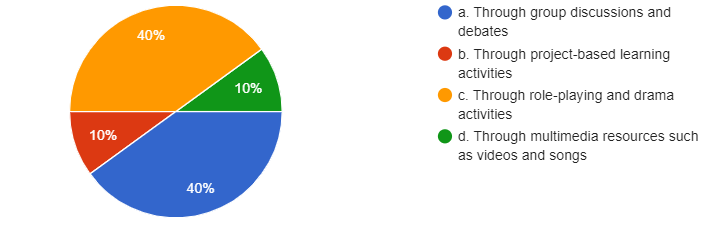 40%
10%
10%
40%
a. Through group discussions and
debates
b. Through project-based learning
activities
c. Through role-playing and drama
activities
d. Through multimedia resources such
as videos and songs